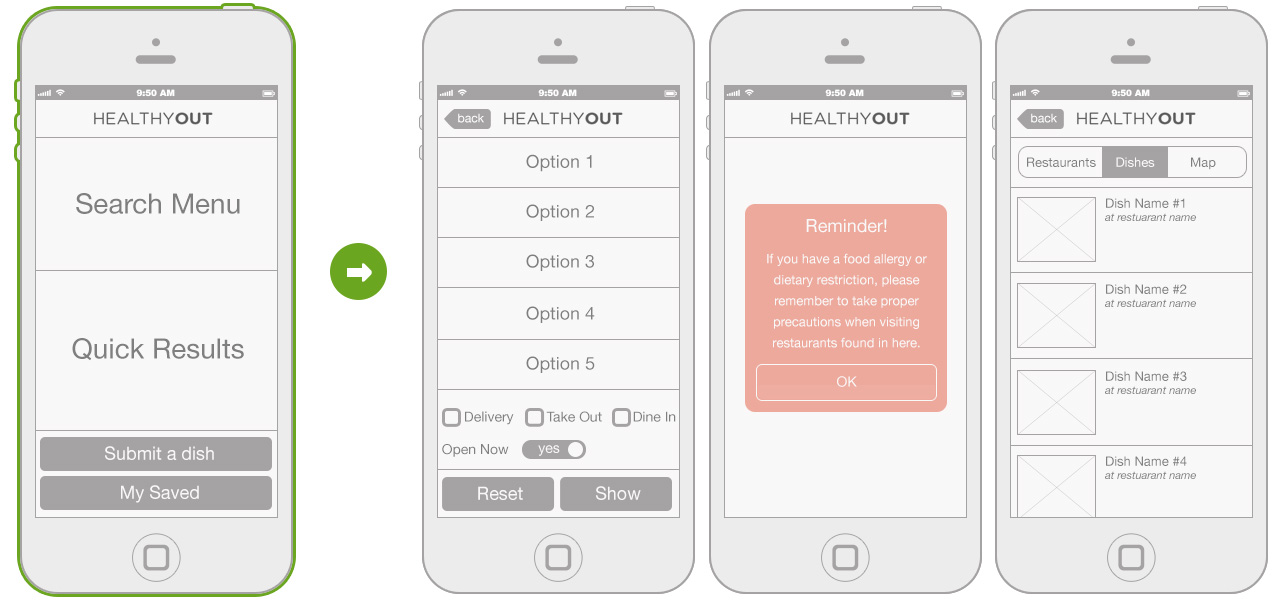 9:50 AM
HEALTHYOUT
Search Menu
Quick Results
Submit a dish
My Saved
9:50 AM
back HEALTHYOUT
Option 1
Option 2
Option 3
Option 4
Option 5
Delivery Take Out Dine In
Open Now yes
Reset Show
9:50 AM
HEALTHYOUT
Reminder!
If you have a food allergy or
dietary restriction, please
remember to take proper
precautions when visiting
restaurants found in here.
OK
9:50 AM
back HEALTHYOUT
Restaurants Dishes Map
Dish Name #1
at restuarant name
Dish Name #2
at restuarant name
Dish Name #3
at restuarant name
Dish Name #4
at restuarant name